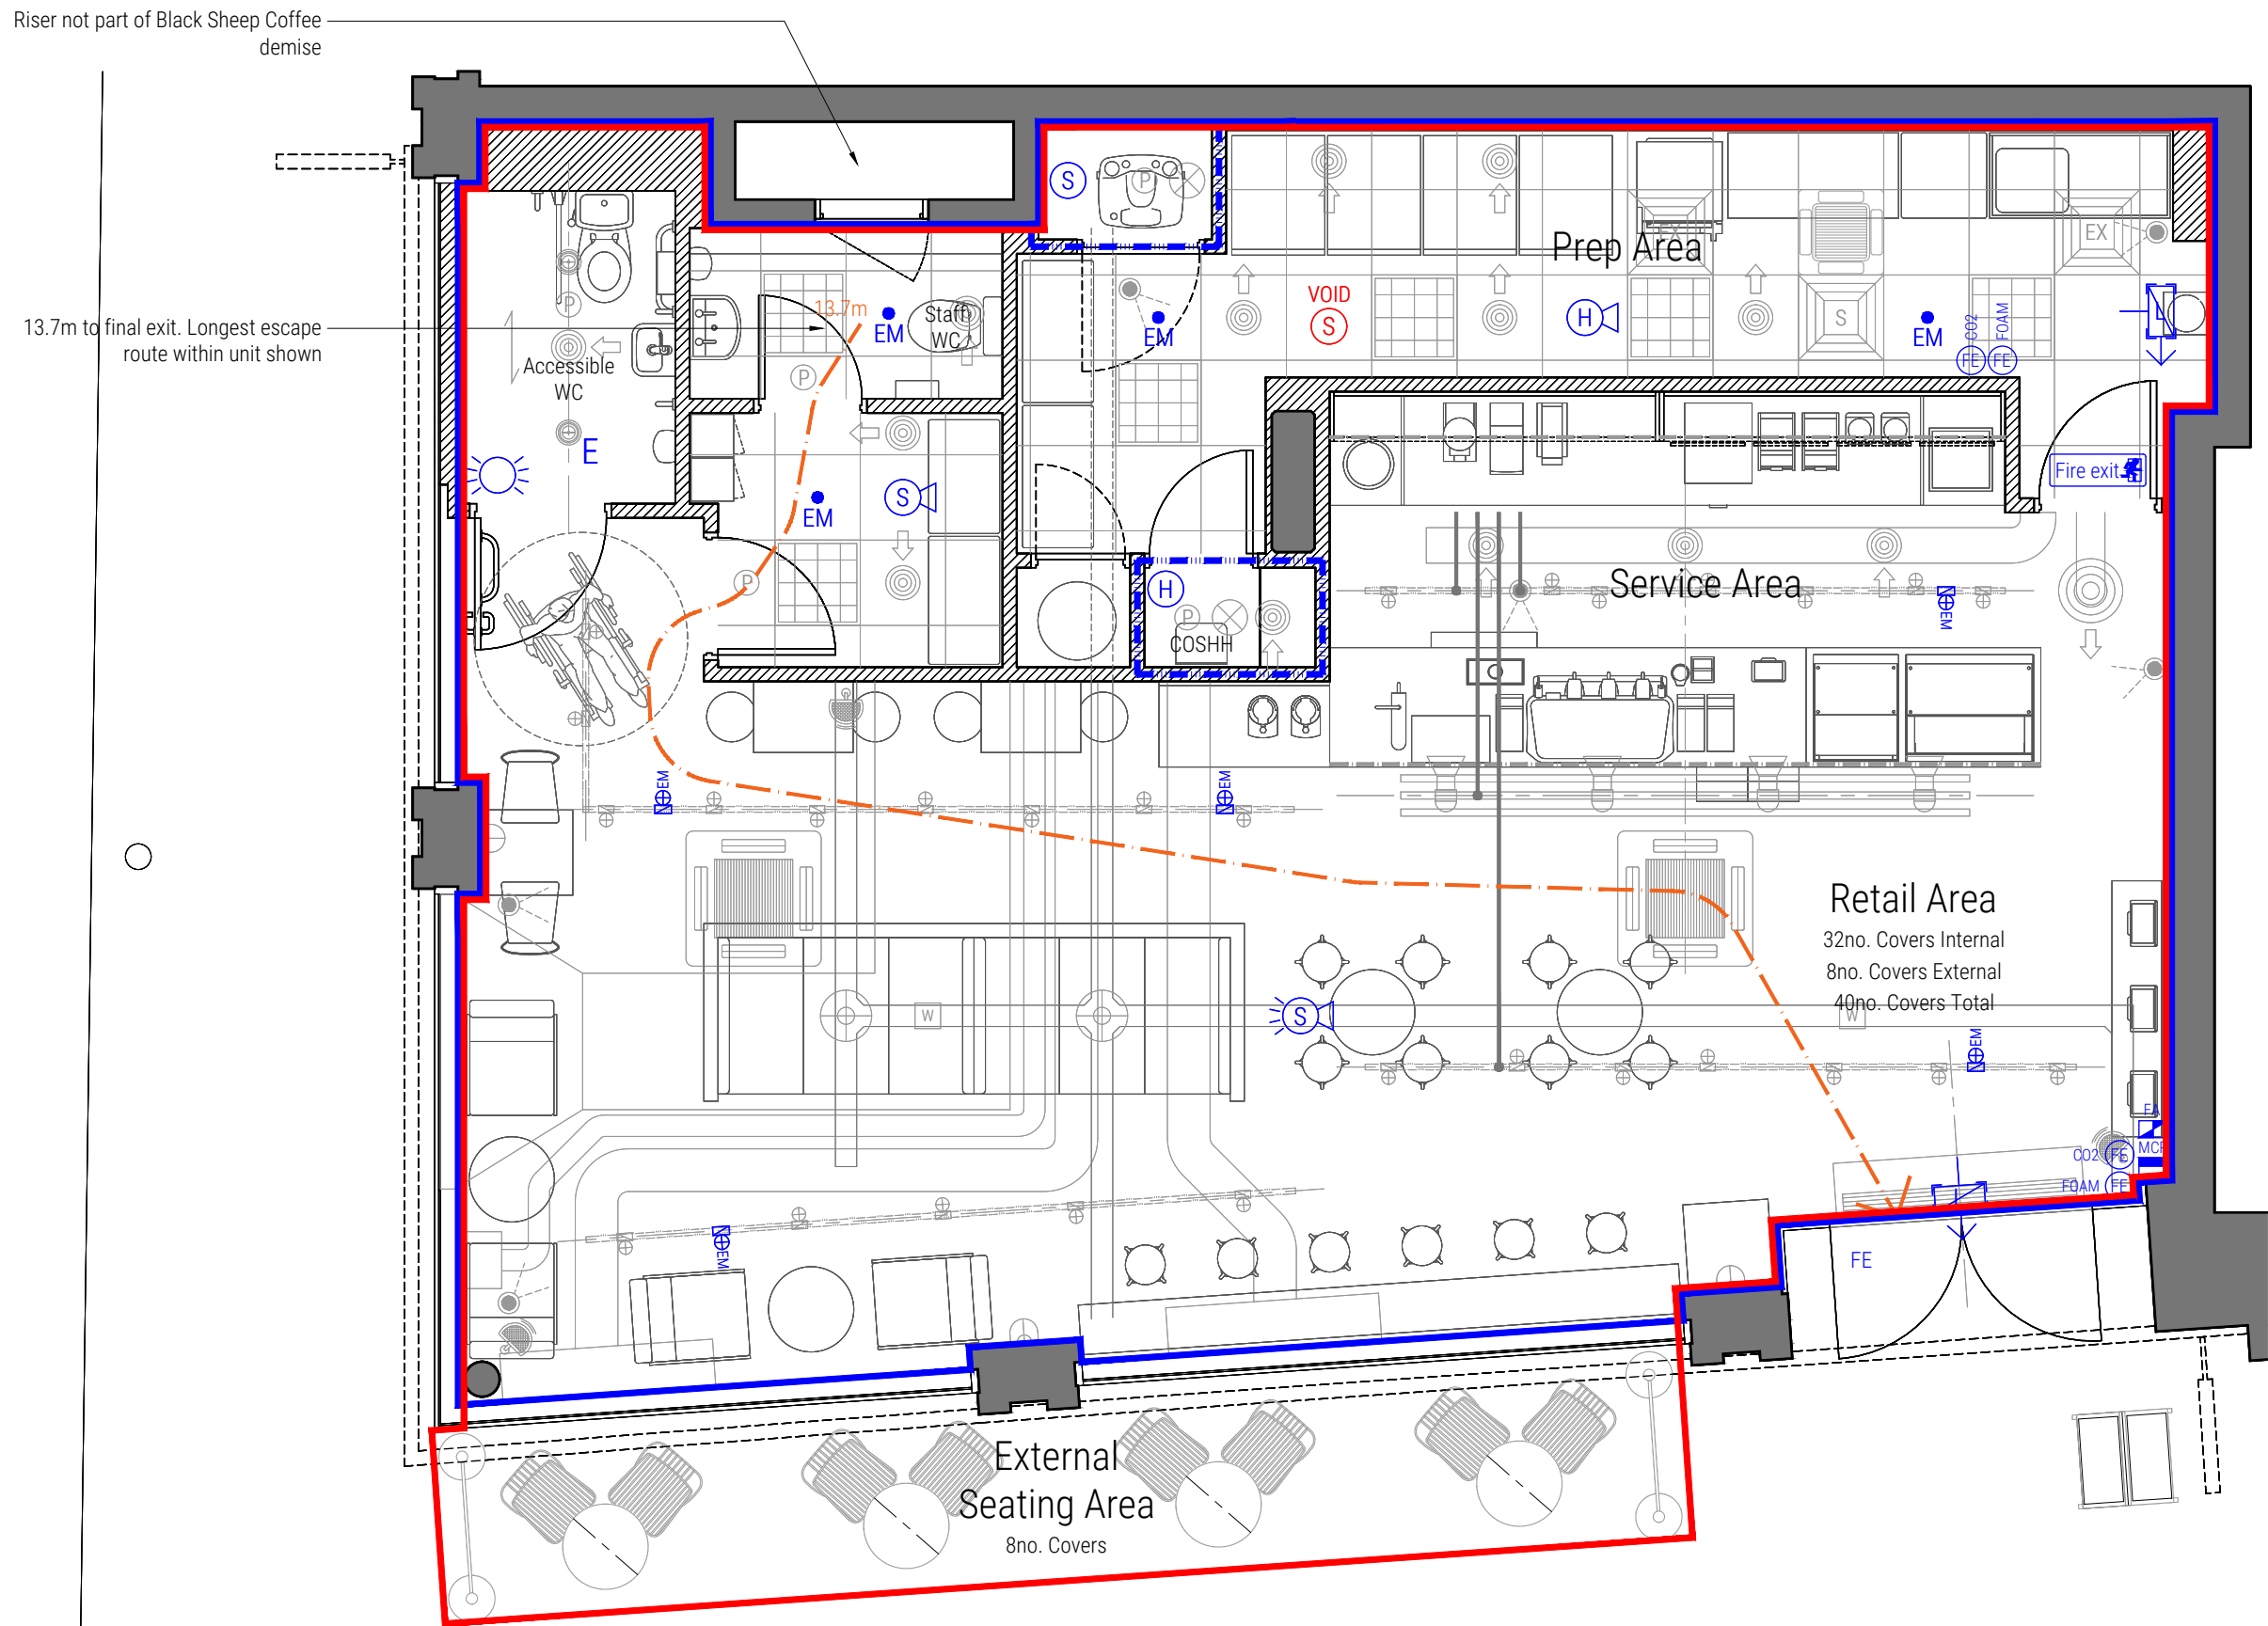 Riser not part of Black Sheep Coffee
demise
S
P
Prep Area
EX
EX
VOID
S
H
S
EM
EM
EM
CO2
FOAM
FE
FE
13.7m
13.7m to final exit. Longest escape
route within unit shown
P
P
Staff
WC
Accessible
WC
E
S
EM
P
Fire exit
H
P
COSHH
Service Area
EM
EM
EM
Retail Area
32no. Covers Internal
8no. Covers External
40no. Covers Total
W
W
S
EM
FA
MCP
CO2
FE
FOAM
FE
EM
FE
External
Seating Area
8no. Covers